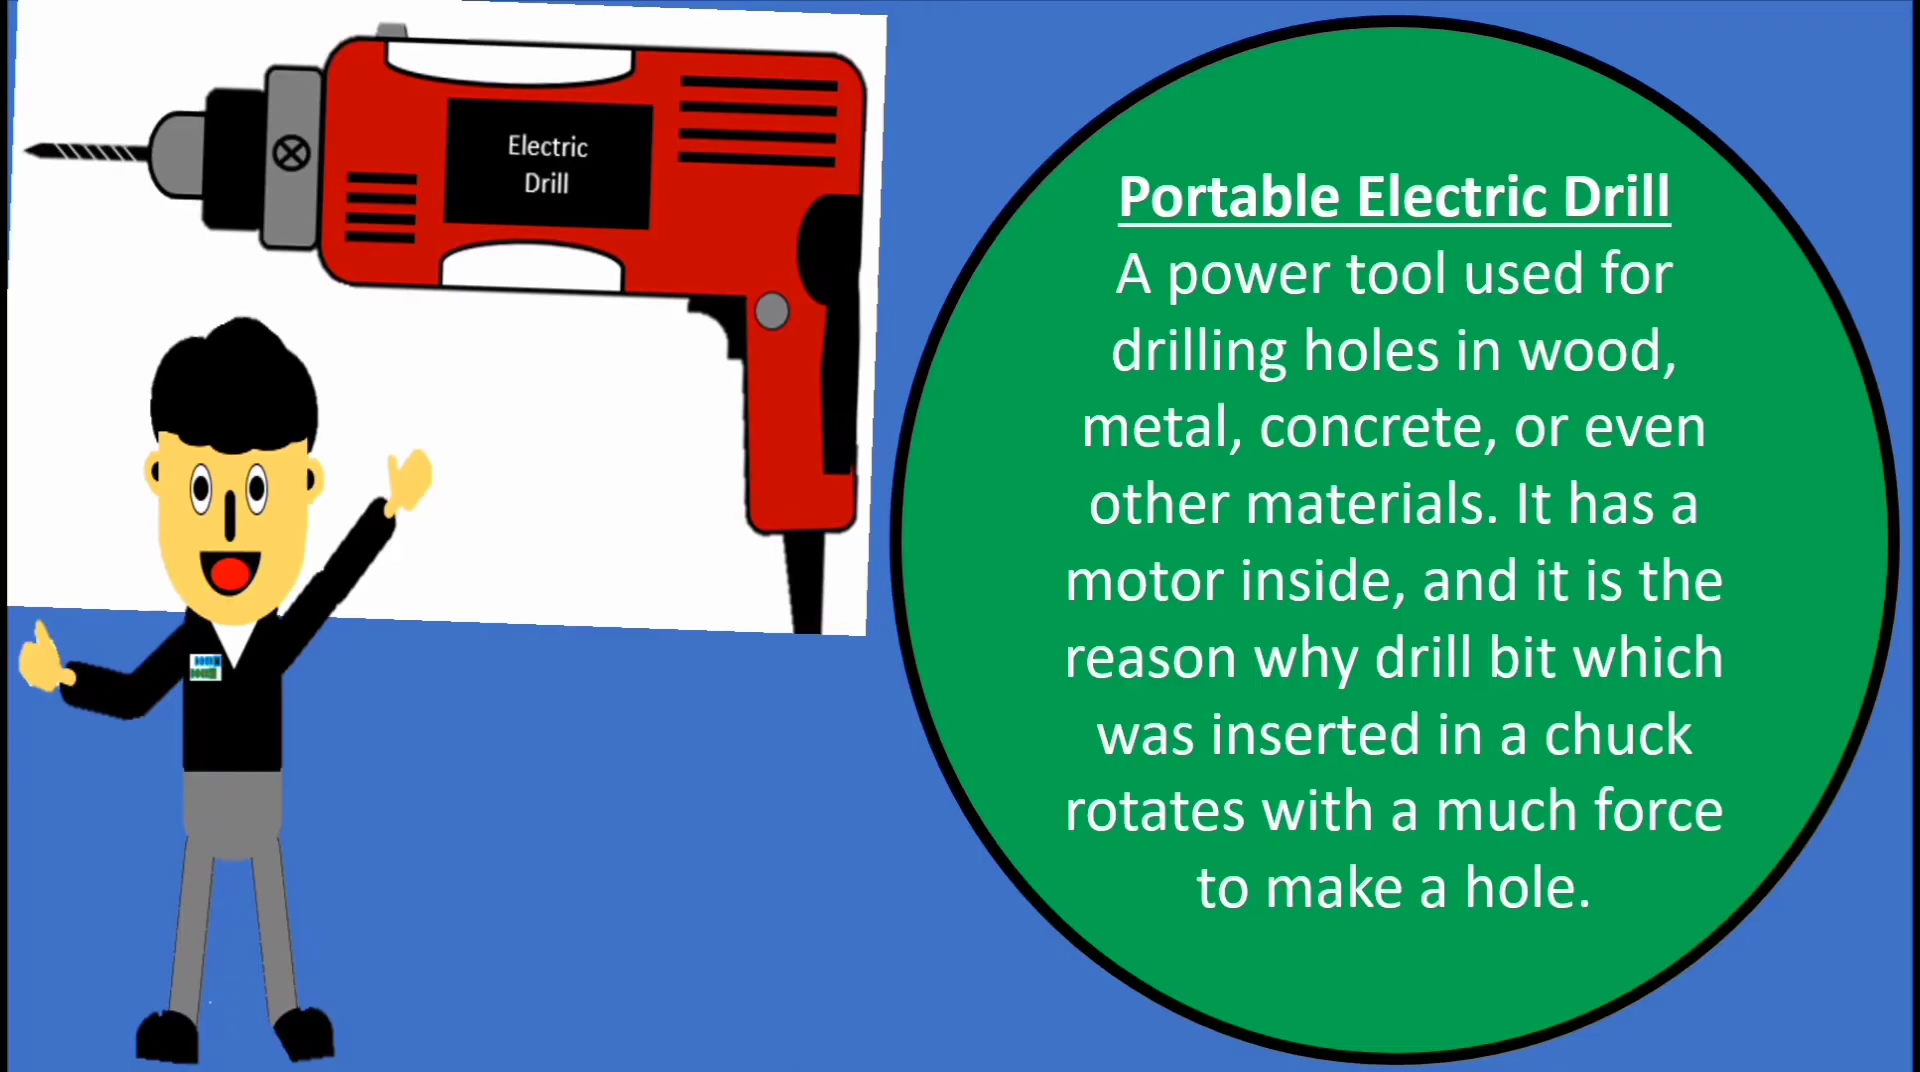 Electric
Drill
Portable Electric Drill
A power tool used for
drilling holes in wood,
metal, concrete, or even
other materials. It has a
motor inside, and it is the
reason why drill bit which
was inserted in a chuck
rotates with a much force
to make a hole.